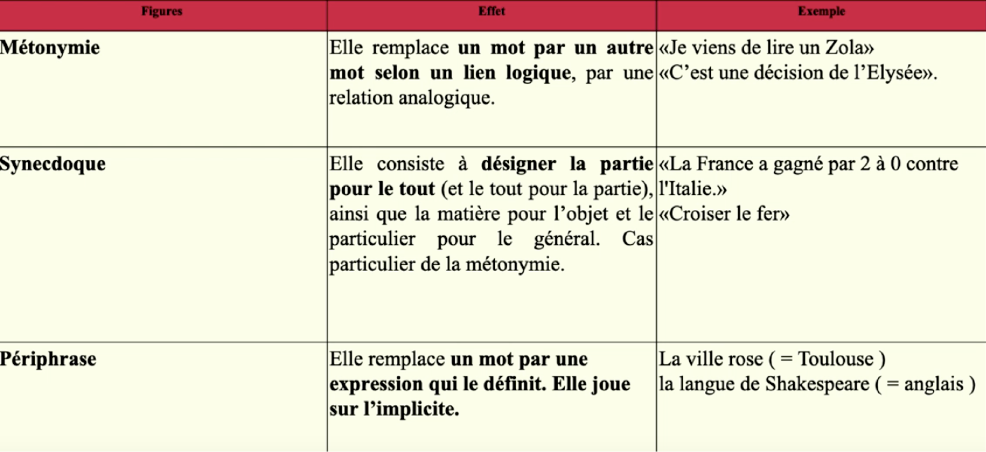 Figures Effet Exemple
Métonymie
Elle remplace un mot par un autre
mot selon un lien logique, par une
relation analogique.
«Je viens de lire un Zola»
«C’est une décision de l’Elysée».
Synecdoque
Elle consiste à désigner la partie
pour le tout (et le tout pour la partie),
ainsi que la matière pour l’objet et le
particulier pour le général. Cas
particulier de la métonymie.
«La France a gagné par 2 à 0 contre
l'Italie.»
«Croiser le fer»
Périphrase
Elle remplace un mot par une
expression qui le définit. Elle joue
sur l’implicite.
La ville rose ( = Toulouse )
la langue de Shakespeare ( = anglais )